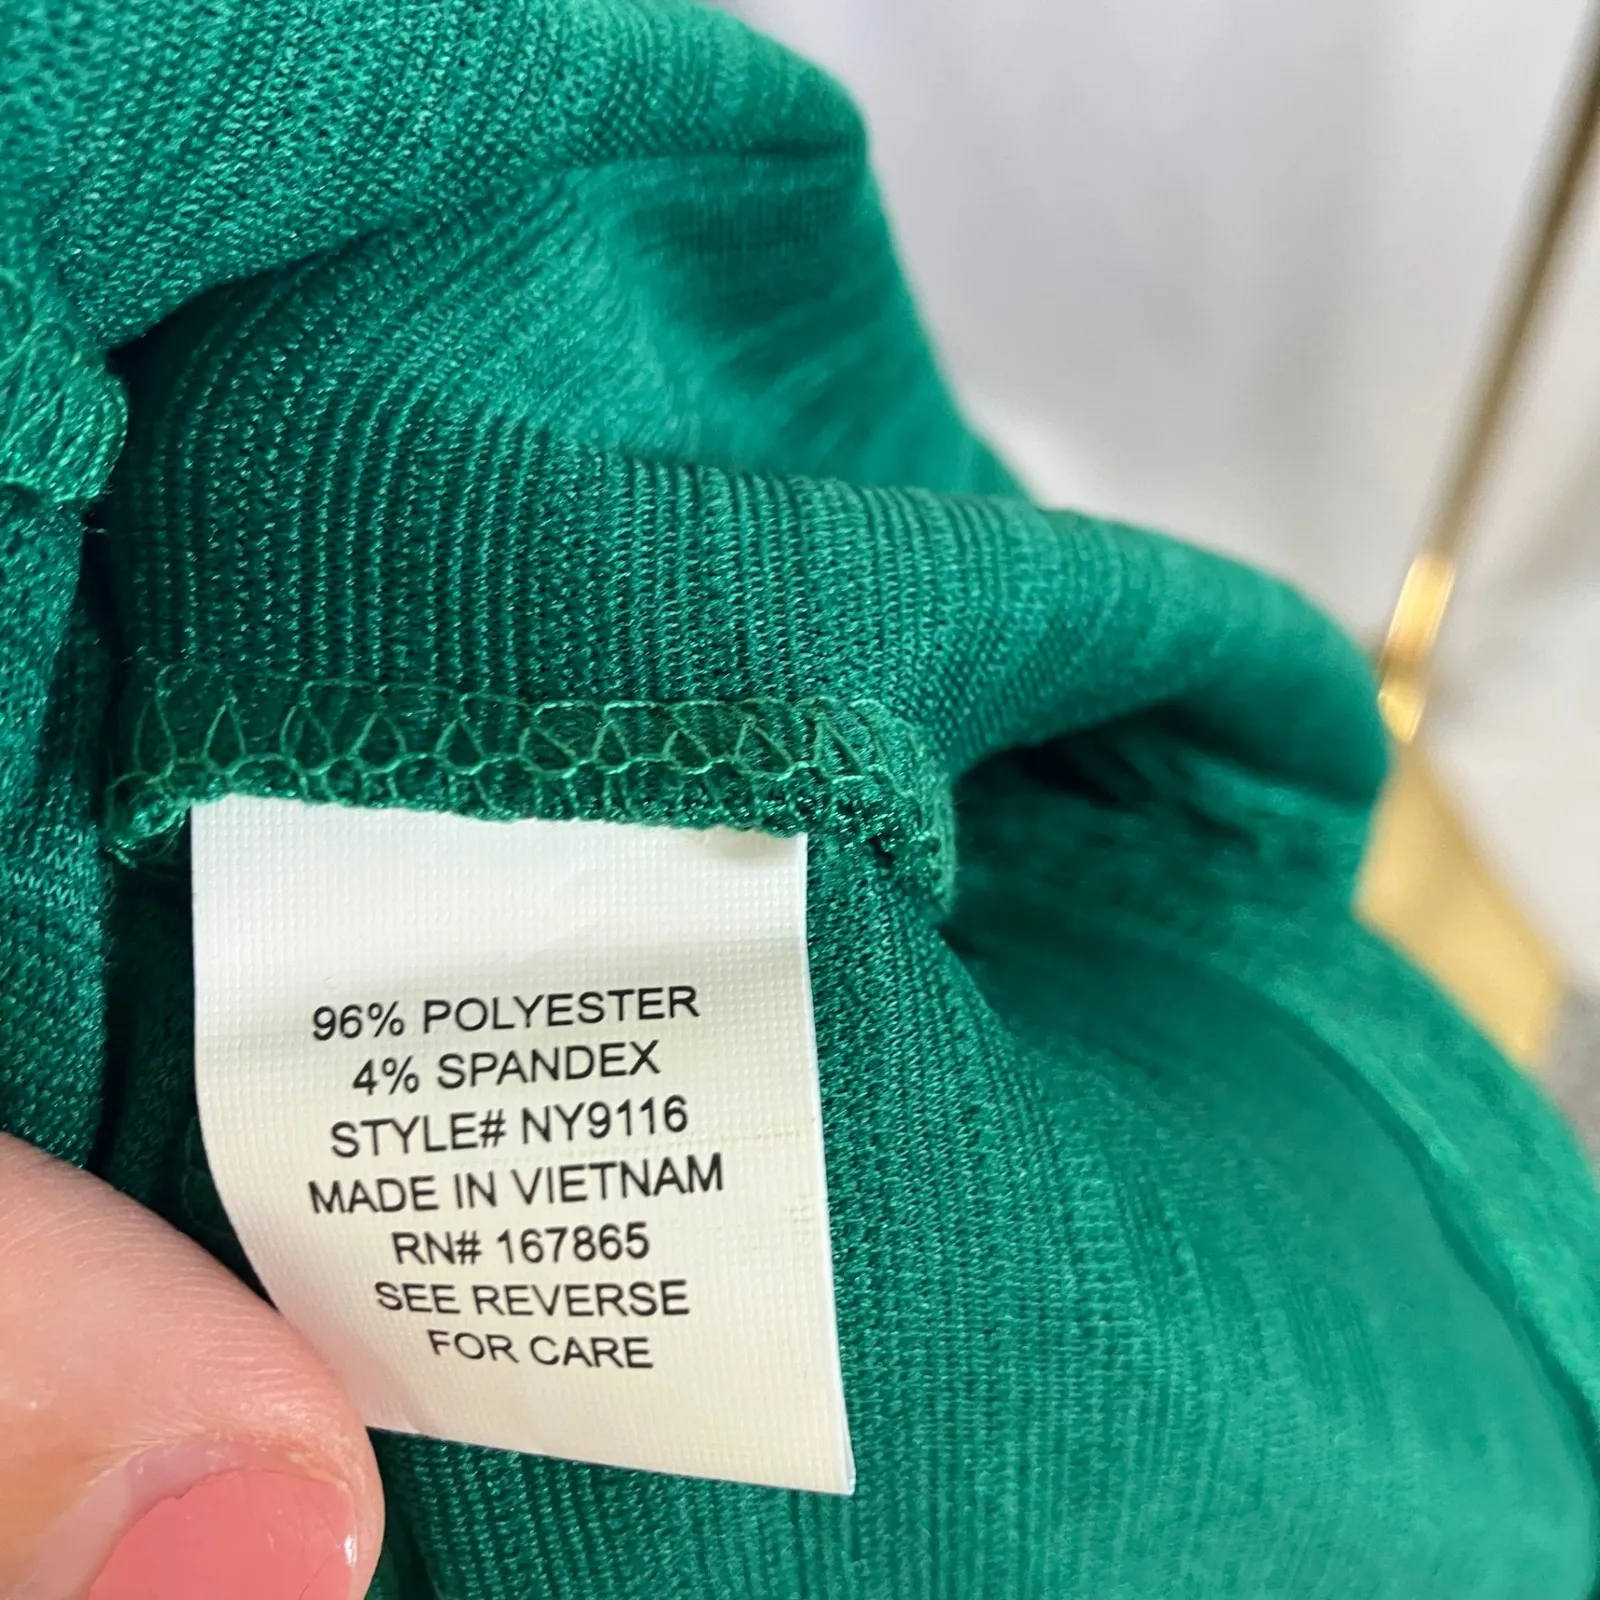 96% POLYESTER
4% SPANDEX
STYLE# NY9116
MADE IN VIETNAM
RN# 167865
SEE REVERSE
FOR CARE